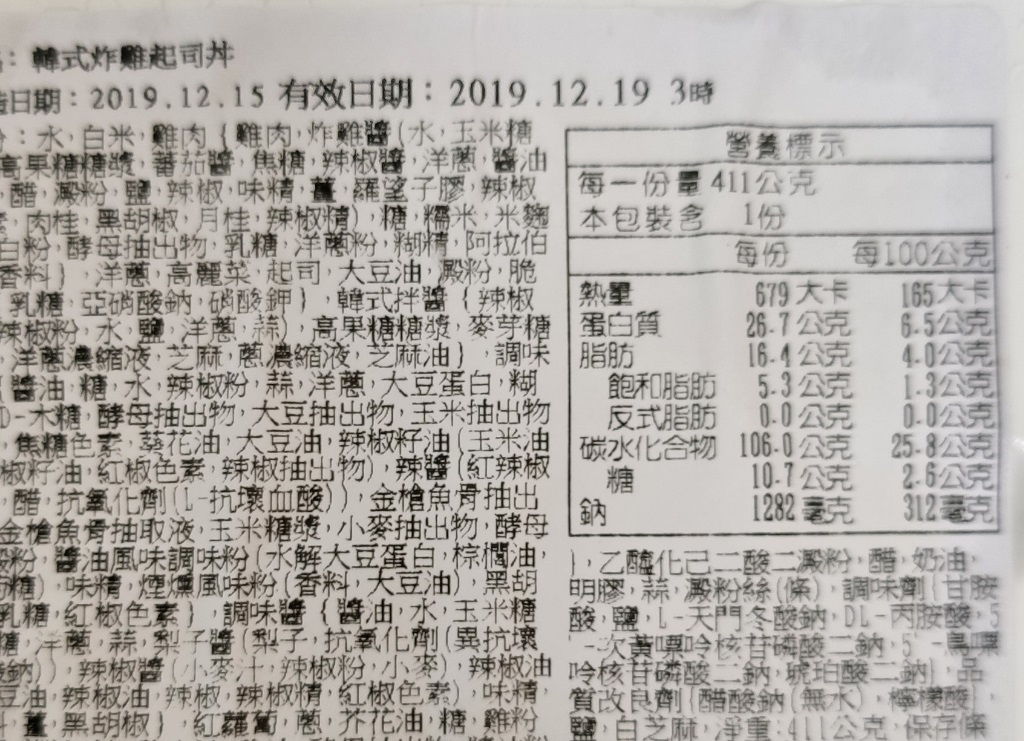 : 韓式炸雞起司丼
日期：2019.12.15 有效日期：2019.12.19 3時
: 水,白米,雞肉{雞肉,炸雞醬(水,玉米糖
高果糖糖漿,蕃茄醬,焦糖,辣椒醬,洋蔥,醬油
,醋,澱粉,鹽,辣椒,味精,薑,羅望子膠,辣椒
,肉桂,黑胡椒,月桂,辣椒精),糖,糯米,米麴
白粉,酵母抽出物,乳糖,洋蔥粉,糊精,阿拉伯
香料},洋蔥,高麗菜,起司,大豆油,澱粉,脆
乳糖,亞硝酸鈉,硝酸鉀},韓式拌醬{辣椒
辣椒粉,水,鹽,洋蔥,蒜),高果糖糖漿,麥芽糖
,洋蔥濃縮液,芝麻,蔥濃縮液,芝麻油},調味
醬油,糖,水,辣椒粉,蒜,洋蔥,大豆蛋白,糊
D-木糖,酵母抽出物,大豆抽出物,玉米抽出物
,焦糖色素,葵花油,大豆油,辣椒籽油(玉米油
椒籽油,紅椒色素,辣椒抽出物),辣醬(紅辣椒
,醋,抗氧化劑(L-抗壞血酸)),金槍魚骨抽出
金槍魚骨抽取液,玉米糖漿,小麥抽出物,酵母
澱粉,醬油風味調味粉(水解大豆蛋白,棕櫚油,
糊糖),味精,煙燻風味粉(香料,大豆油),黑胡
乳糖,紅椒色素},調味醬{醬油,水,玉米糖
糖,洋蔥,蒜,梨子醬(梨子,抗氧化劑(異抗壞
酸鈉)),辣椒醬(小麥汁,辣椒粉,小麥),辣椒油
豆油,辣椒油,辣椒,辣椒精,紅椒色素),味精,
,薑,黑胡椒},紅蘿蔔,蔥,芥花油,糖,雞粉
營養標示
每一份量 411公克
本包裝含 1份
每份 每100公克
熱量 679 大卡 165大卡
蛋白質 26.7 公克 6.5公克
脂肪 16.4 公克 4.0公克
飽和脂肪 5.3 公克 1.3公克
反式脂肪 0.0 公克 0.0公克
碳水化合物 106.0 公克 25.8公克
糖 10.7 公克 2.6公克
鈉 1282 毫克 312毫克
},乙醯化己二酸二澱粉,醋,奶油,
明膠,蒜,澱粉絲(條),調味劑{甘胺
酸,鹽,L-天門冬酸鈉,DL-丙胺酸,5
'-次黃嘌呤核苷磷酸二鈉,5'-鳥嘌
呤核苷磷酸二鈉,琥珀酸二鈉},品
質改良劑{醋酸鈉(無水),檸檬酸},
鹽,白芝麻,淨重:411公克,保存條